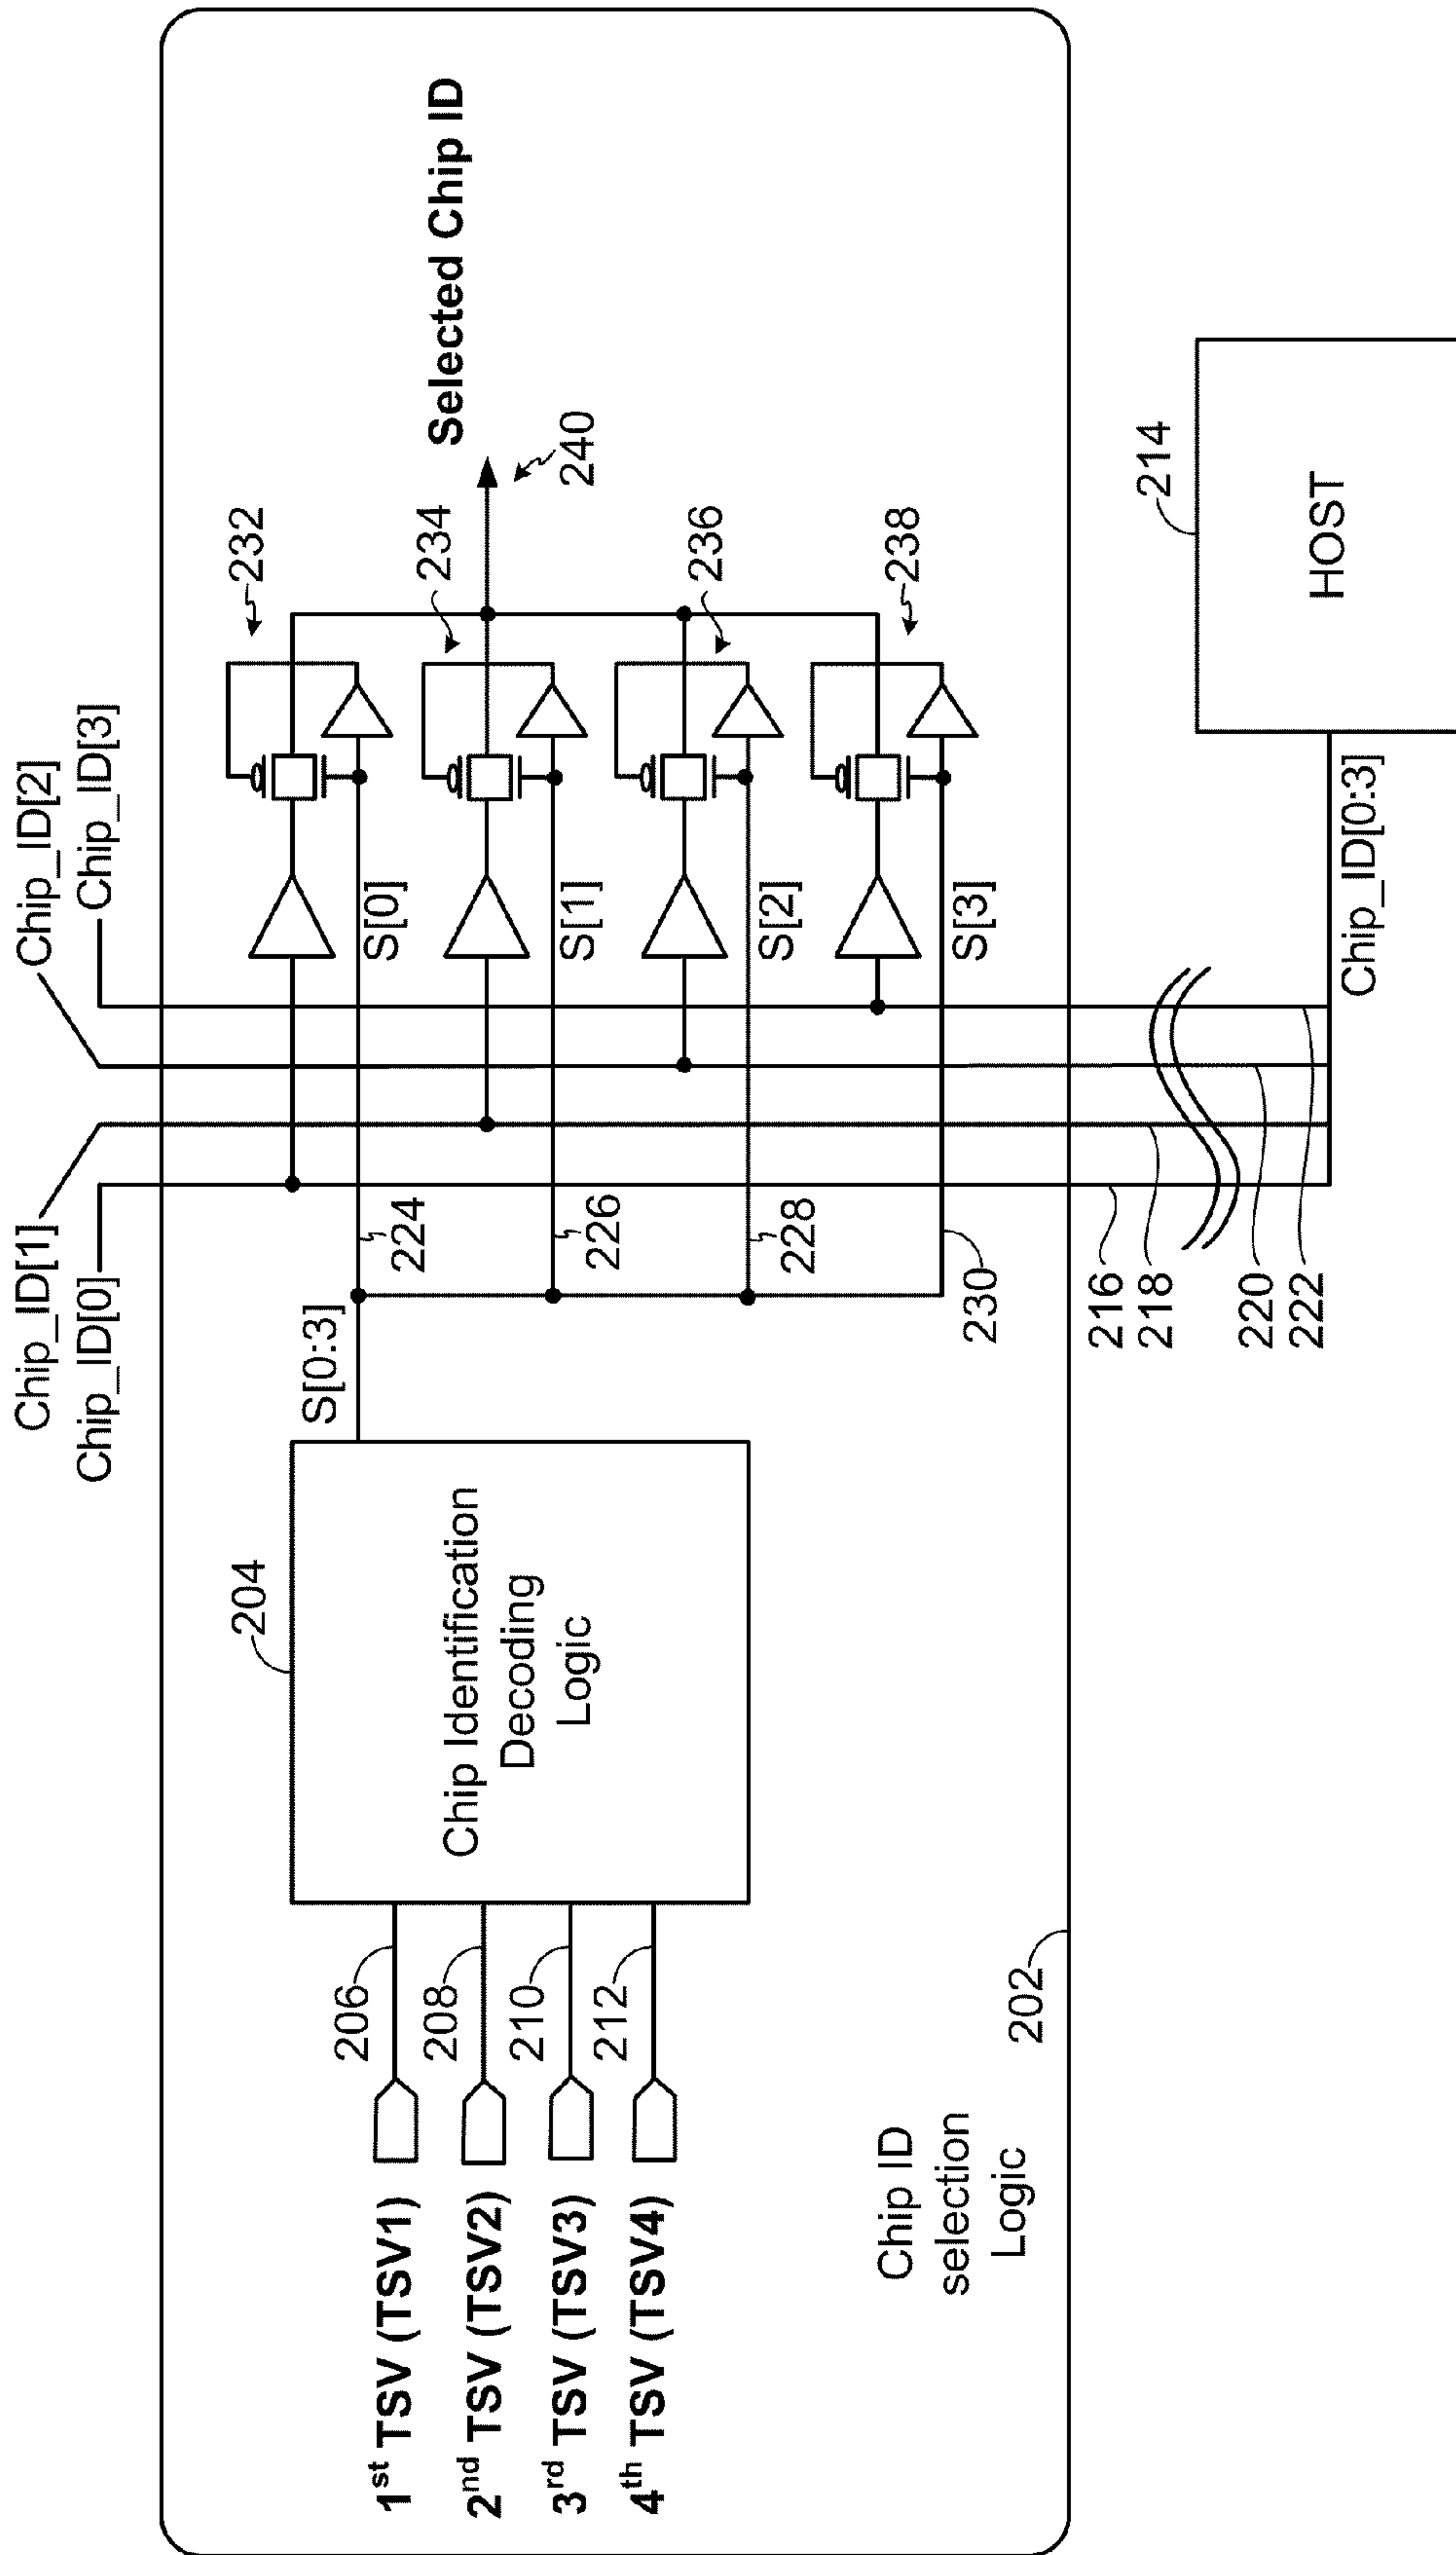 Chip_ID[1]
Chip_ID[0]
Chip_ID[2]
Chip_ID[3]
1st TSV (TSV1)
2nd TSV (TSV2)
3rd TSV (TSV3)
4th TSV (TSV4)
206
208
210
212
204
Chip Identification
Decoding
Logic
S[0:3]
224
226
228
230
S[0]
S[1]
S[2]
S[3]
232
234
236
238
240
Selected Chip ID
Chip ID
selection
Logic
202
216
218
220
222
Chip_ID[0:3]
214
HOST